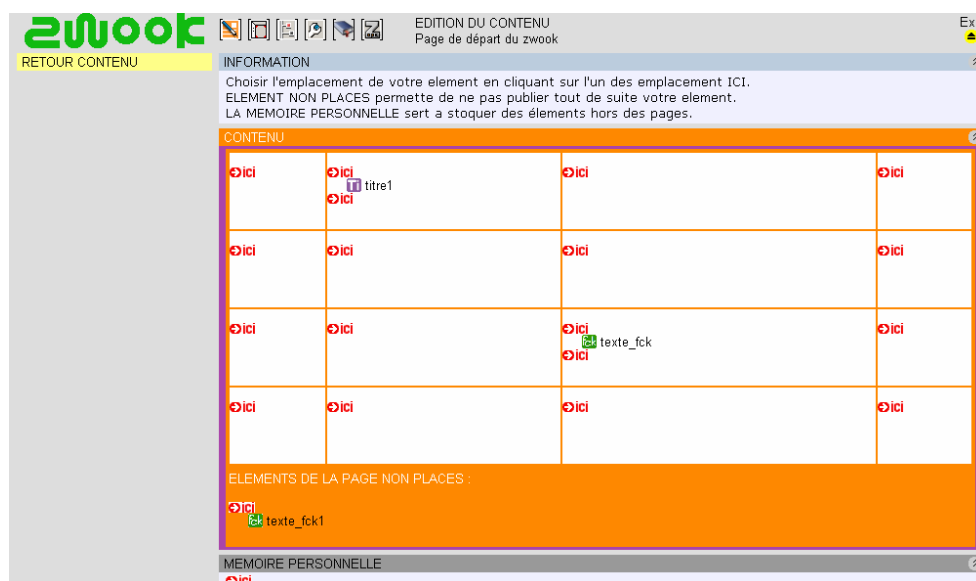 zwook
EDITION DU CONTENU
Page de départ du zwook
Ex
RETOUR CONTENU
INFORMATION
Choisir l'emplacement de votre element en cliquant sur l'un des emplacement ICI.
ELEMENT NON PLACES permette de ne pas publier tout de suite votre element.
LA MEMOIRE PERSONNELLE sert a stoquer des élements hors des pages.
CONTENU
ici ici ici ici
T1 titre1
ici
ici ici ici ici
ici ici ici ici
fck texte_fck
ici
ici ici ici ici
ELEMENTS DE LA PAGE NON PLACES :
ici
fck texte_fck1
MEMOIRE PERSONNELLE
ici